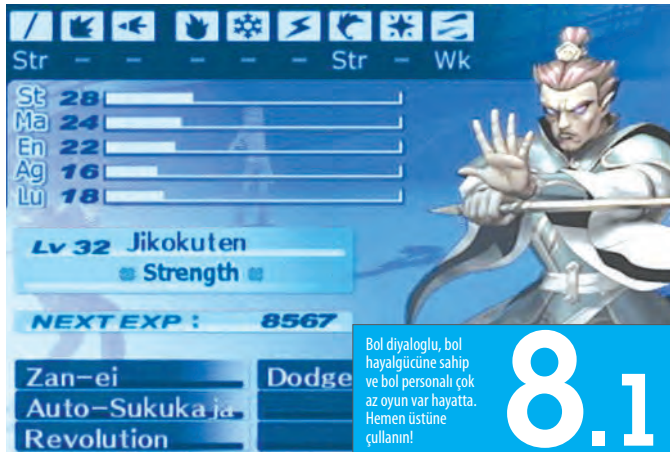 Str – – – – – Str – Wk
St 28
Ma 24
En 22
Ag 16
Lu 18
Lv 32 Jikokuten
Strength
NEXT EXP : 8567
Zan-ei Dodge
Auto-Sukukaja
Revolution
Bol diyaloglu, bol
hayalgücüne sahip
ve bol personalı çok
az oyun var hayatta.
Hemen üstüne
çullanın!
8.1